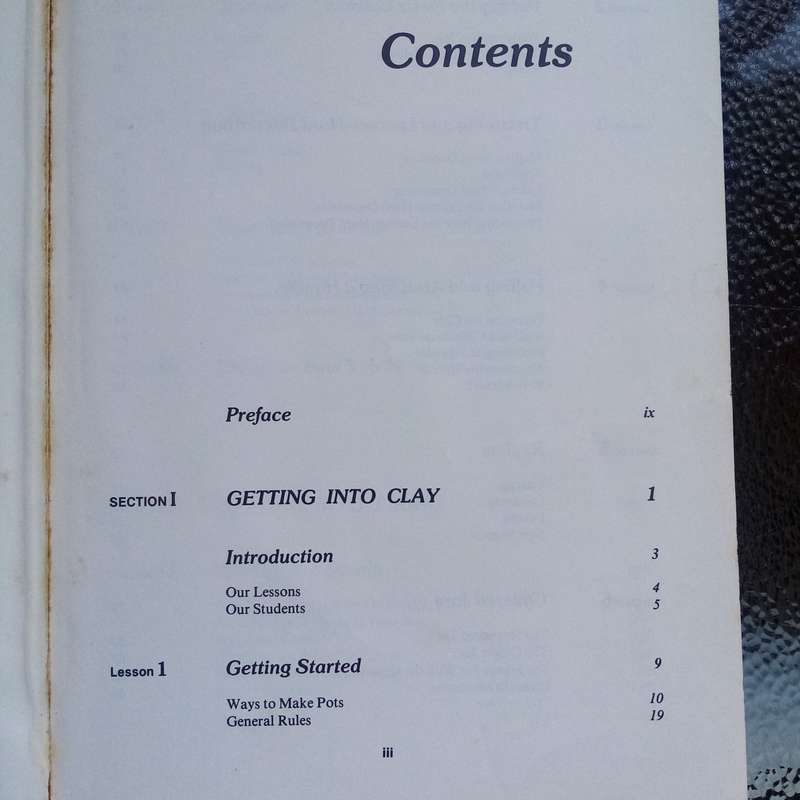 Contents
Preface ix
SECTION I GETTING INTO CLAY 1
Introduction 3
Our Lessons 4
Our Students 5
Lesson 1 Getting Started 9
Ways to Make Pots 10
General Rules 19
iii